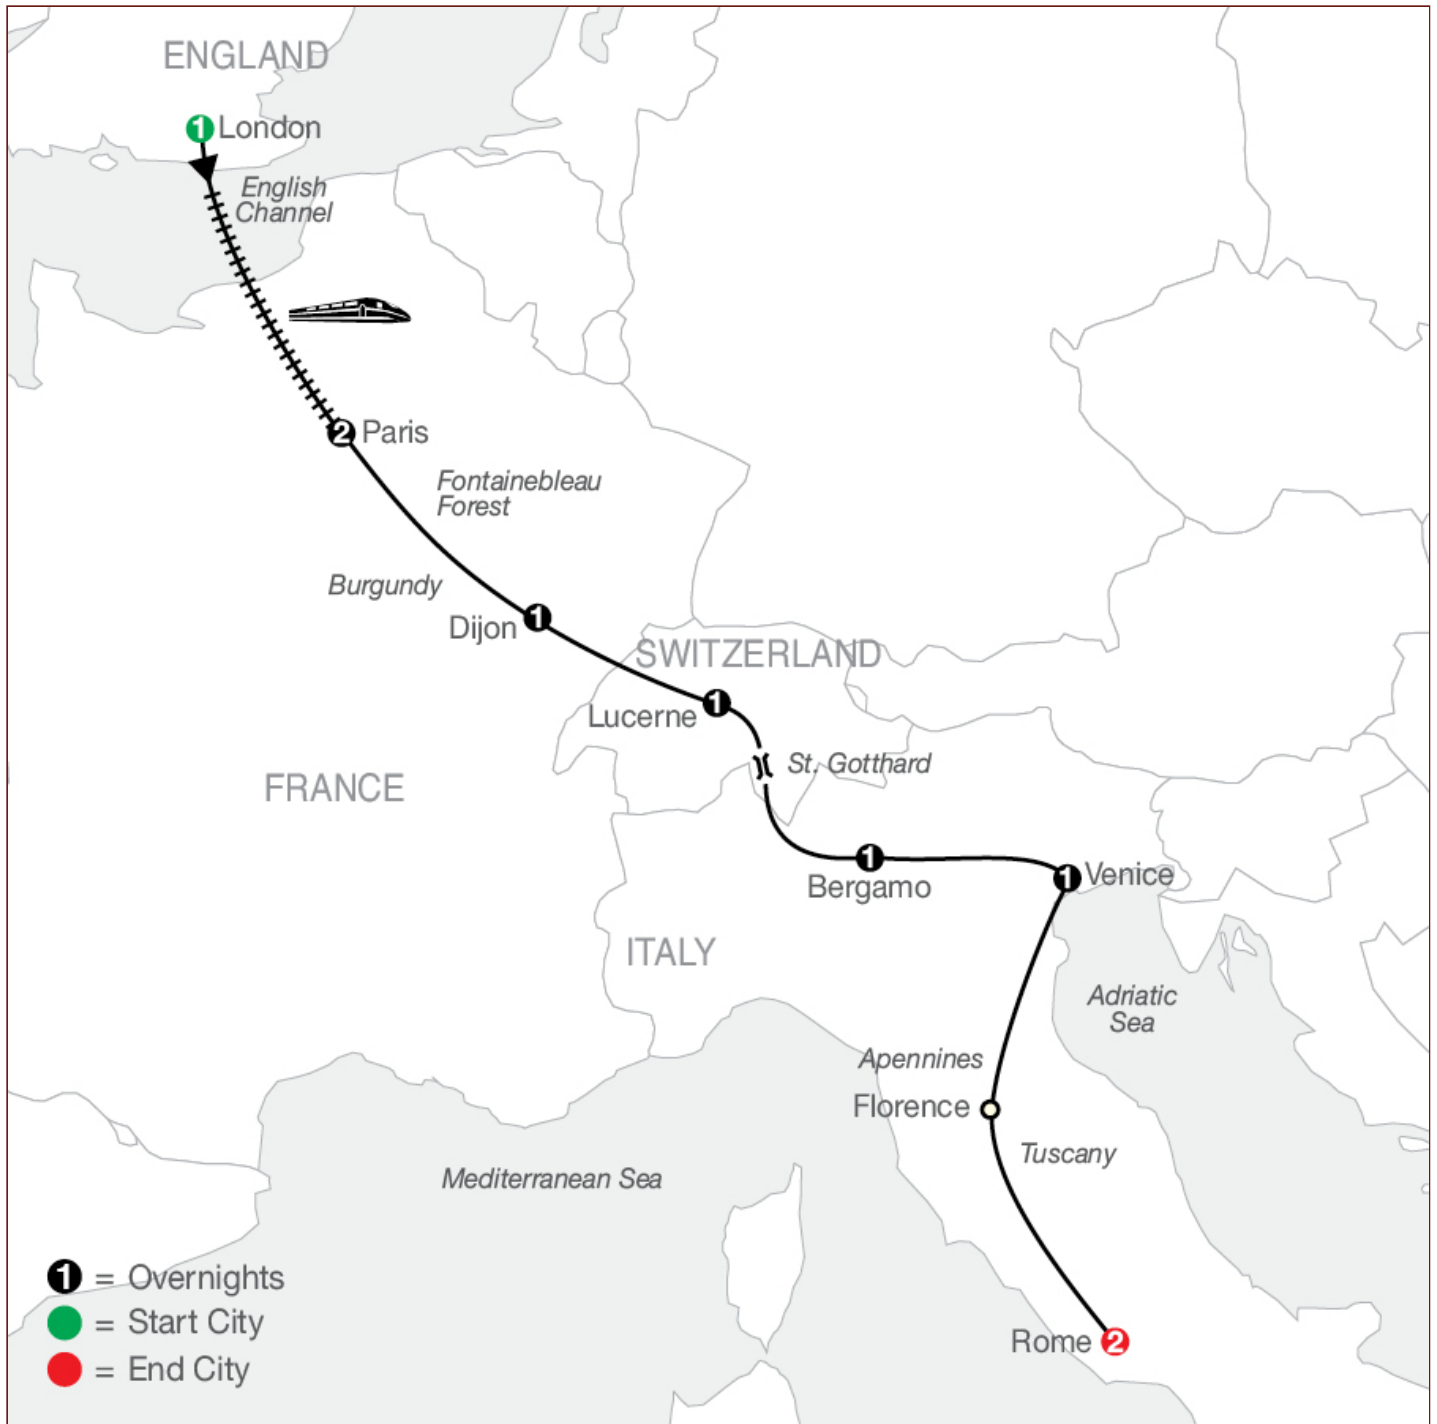 ENGLAND
1 London
English
Channel
2 Paris
Fontainebleau
Forest
Burgundy
Dijon 1
SWITZERLAND
Lucerne 1
St. Gotthard
FRANCE
1
Bergamo
1 Venice
ITALY
Adriatic
Sea
Apennines
Florence
Tuscany
Mediterranean Sea
Rome 2
1 = Overnights
= Start City
= End City